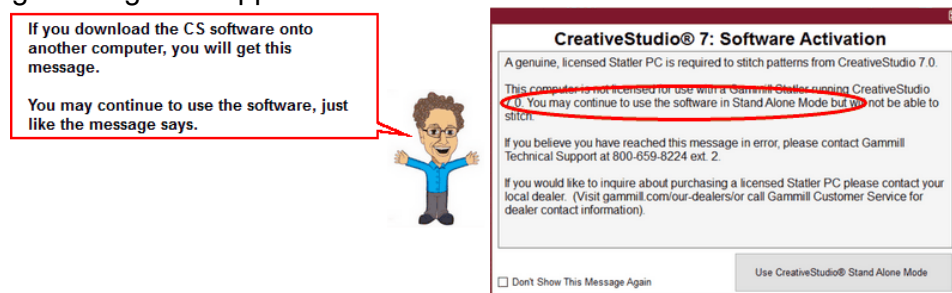 If you download the CS software onto
another computer, you will get this
message.
You may continue to use the software, just
like the message says.
CreativeStudio® 7: Software Activation
A genuine, licensed Statler PC is required to stitch patterns from CreativeStudio 7.0.
This computer is not licensed for use with a Gammill Statler running CreativeStudio
7.0. You may continue to use the software in Stand Alone Mode but will not be able to
stitch.
If you believe you have reached this message in error, please contact Gammill
Technical Support at 800-659-8224 ext. 2.
If you would like to inquire about purchasing a licensed Statler PC please contact your
local dealer. (Visit gammill.com/our-dealers/or call Gammill Customer Service for
dealer contact information).
Don't Show This Message Again
Use CreativeStudio® Stand Alone Mode